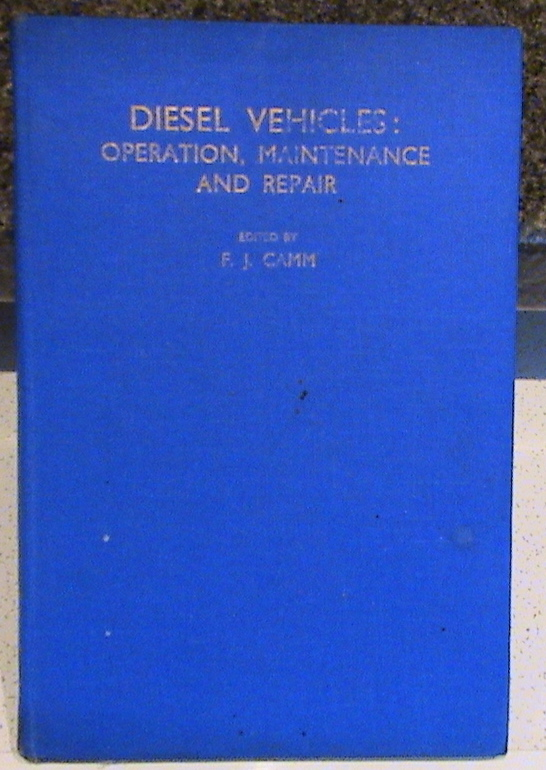 DIESEL VEHICLES:
OPERATION, MAINTENANCE
AND REPAIR
EDITED BY
F. J. CAMM